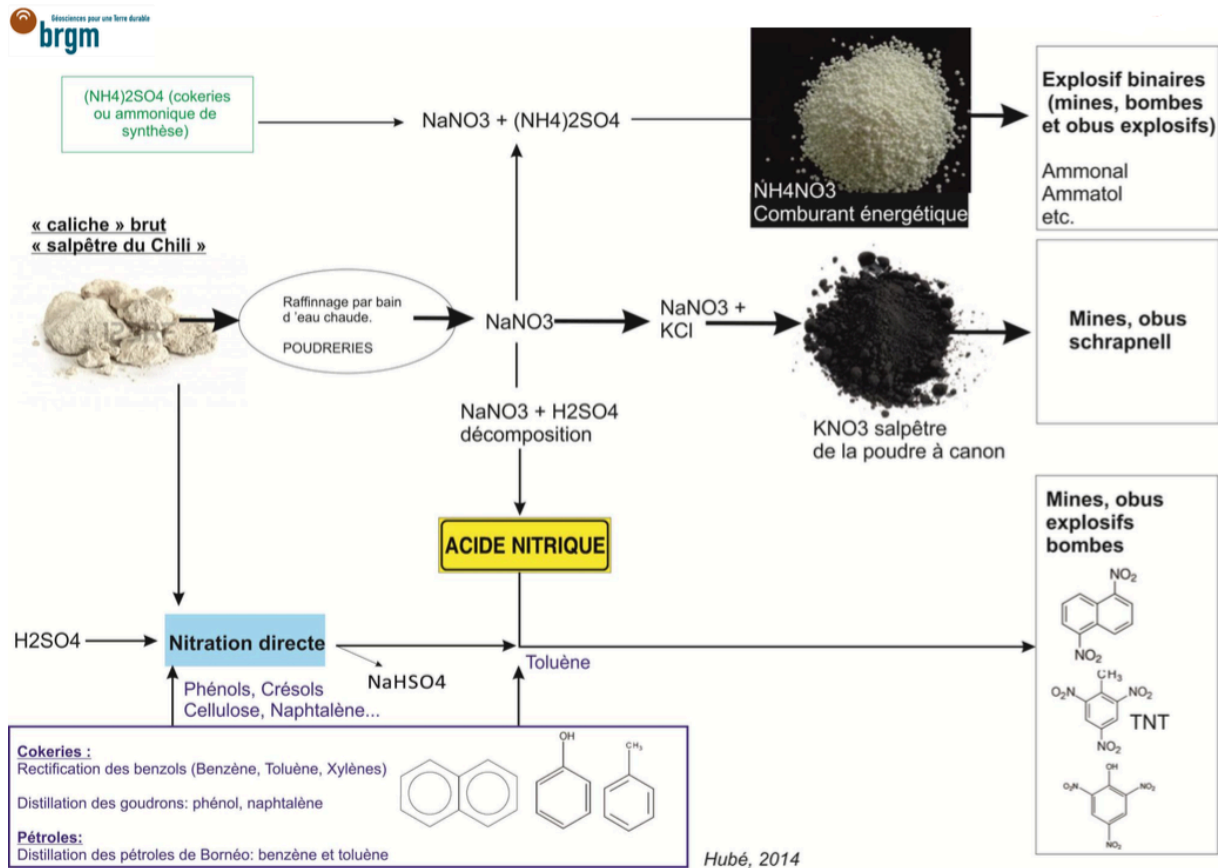 Géosciences pour une Terre durable
brgm
(NH4)2SO4 (cokeries
ou ammonique de
synthèse)
NaNO3 + (NH4)2SO4
NH4NO3
Comburant énergétique
Explosif binaires
(mines, bombes
et obus explosifs)
Ammonal
Ammatol
etc.
« caliche » brut
« salpêtre du Chili »
Raffinnage par bain
d 'eau chaude.
POUDRERIES
NaNO3
NaNO3 +
KCl
KNO3 salpêtre
de la poudre à canon
Mines, obus
schrapnell
NaNO3 + H2SO4
décomposition
ACIDE NITRIQUE
H2SO4
Nitration directe
NaHSO4
Toluène
Phénols, Crésols
Cellulose, Naphtalène...
Mines, obus
explosifs
bombes
NO2
NO2
CH3
O2N
NO2
NO2
TNT
OH
O2N
NO2
NO2
Cokeries :
Rectification des benzols (Benzène, Toluène, Xylènes)
Distillation des goudrons: phénol, naphtalène
Pétroles:
Distillation des pétroles de Bornéo: benzène et toluène
OH
CH3
Hubé, 2014